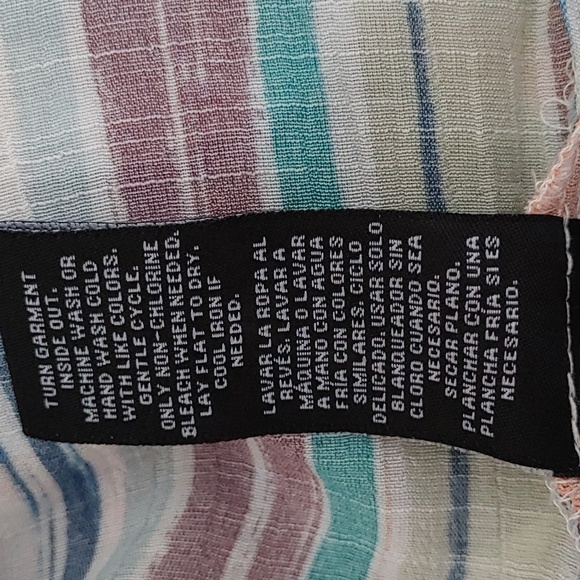 TURN GARMENT
INSIDE OUT.
MACHINE WASH OR
HAND WASH COLD
WITH LIKE COLORS.
GENTLE CYCLE.
ONLY NON-CHLORINE
BLEACH WHEN NEEDED.
LAY FLAT TO DRY.
COOL IRON IF
NEEDED.
LAVAR LA ROPA AL
REVÉS. LAVAR A
MÁQUINA O LAVAR
A MANO CON AGUA
FRÍA CON COLORES
SIMILARES. CICLO
DELICADO. USAR SOLO
BLANQUEADOR SIN
CLORO CUANDO SEA
NECESARIO.
SECAR PLANO.
PLANCHAR CON UNA
PLANCHA FRÍA SI ES
NECESARIO.